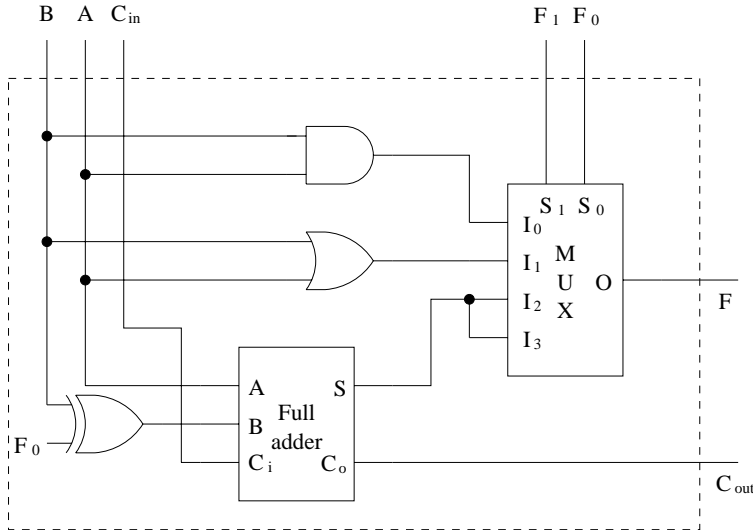 B A Cin F1 F0
S1 S0
I0
I1 M
I2 U O
I3 X
F
A S
B Full adder
F0
Ci Co
Cout